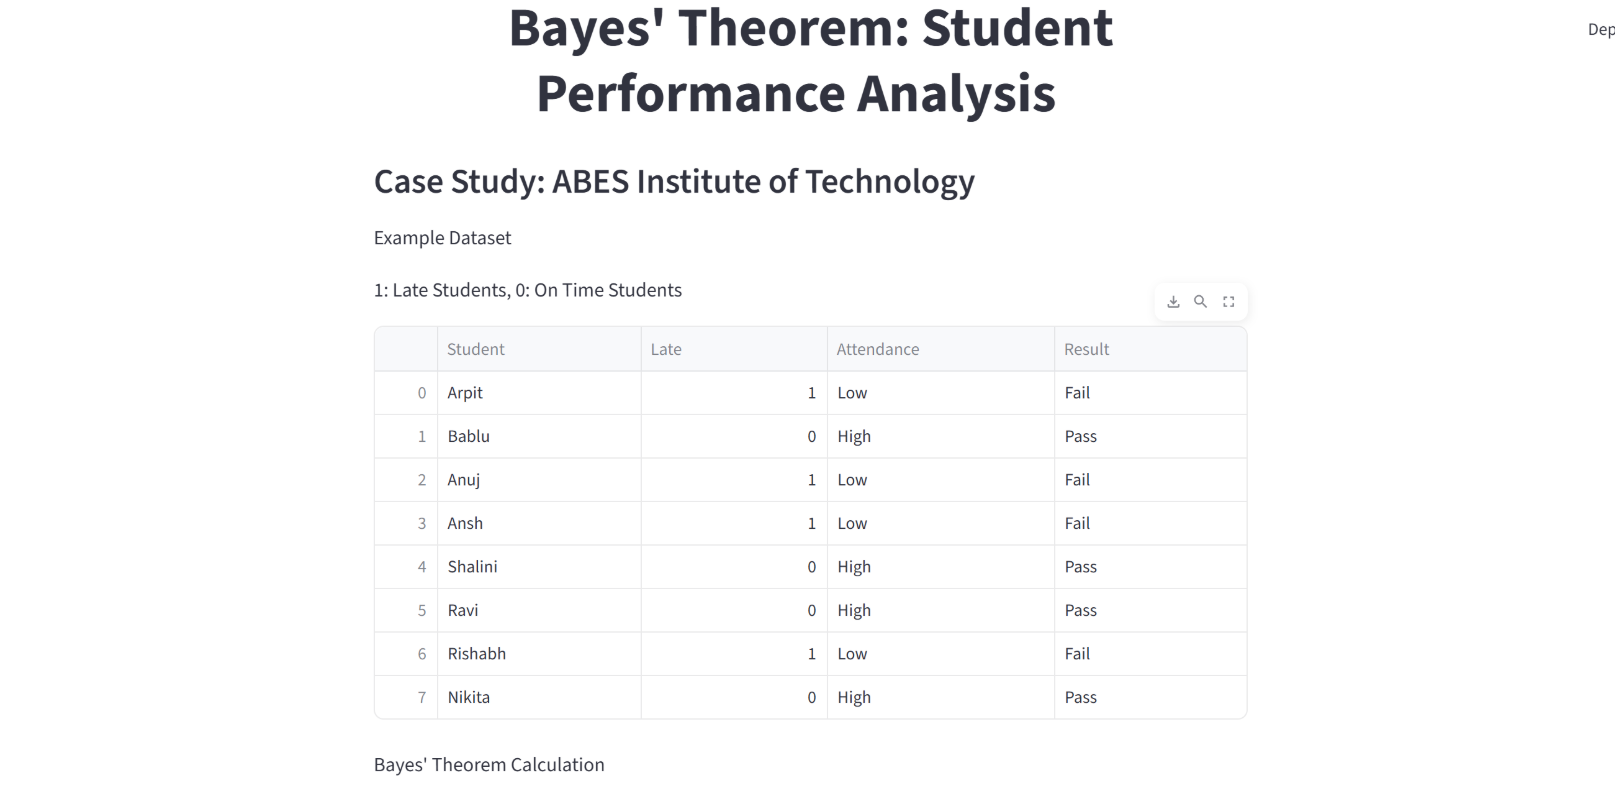 Bayes' Theorem: Student
Performance Analysis
Dep
Case Study: ABES Institute of Technology
Example Dataset
1: Late Students, 0: On Time Students
Student Late Attendance Result
0 Arpit 1 Low Fail
1 Bablu 0 High Pass
2 Anuj 1 Low Fail
3 Ansh 1 Low Fail
4 Shalini 0 High Pass
5 Ravi 0 High Pass
6 Rishabh 1 Low Fail
7 Nikita 0 High Pass
Bayes' Theorem Calculation